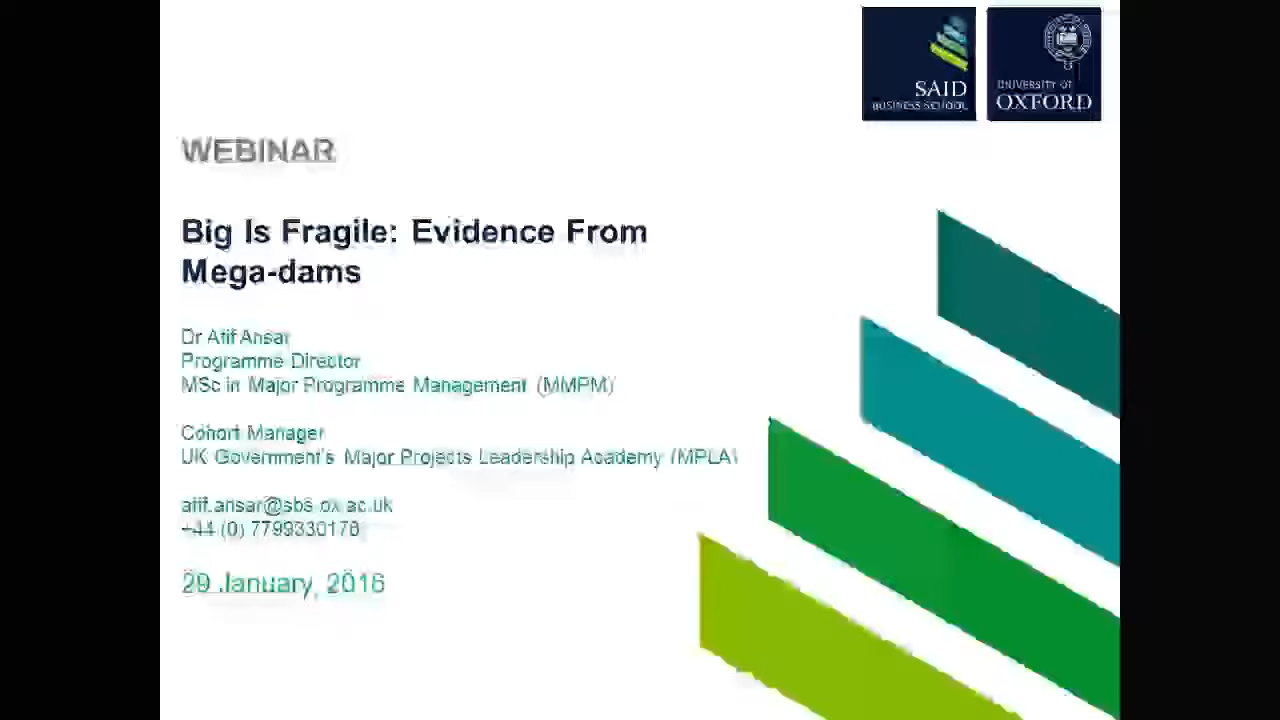 SAID
BUSINESS SCHOOL
UNIVERSITY OF
OXFORD
WEBINAR
Big Is Fragile: Evidence From
Mega-dams
Dr Atif Ansar
Programme Director
MSc in Major Programme Management (MMPM)
Cohort Manager
UK Government's Major Projects Leadership Academy (MPLA)
atif.ansar@sbs.ox.ac.uk
+44 (0) 7799330178
29 January, 2016